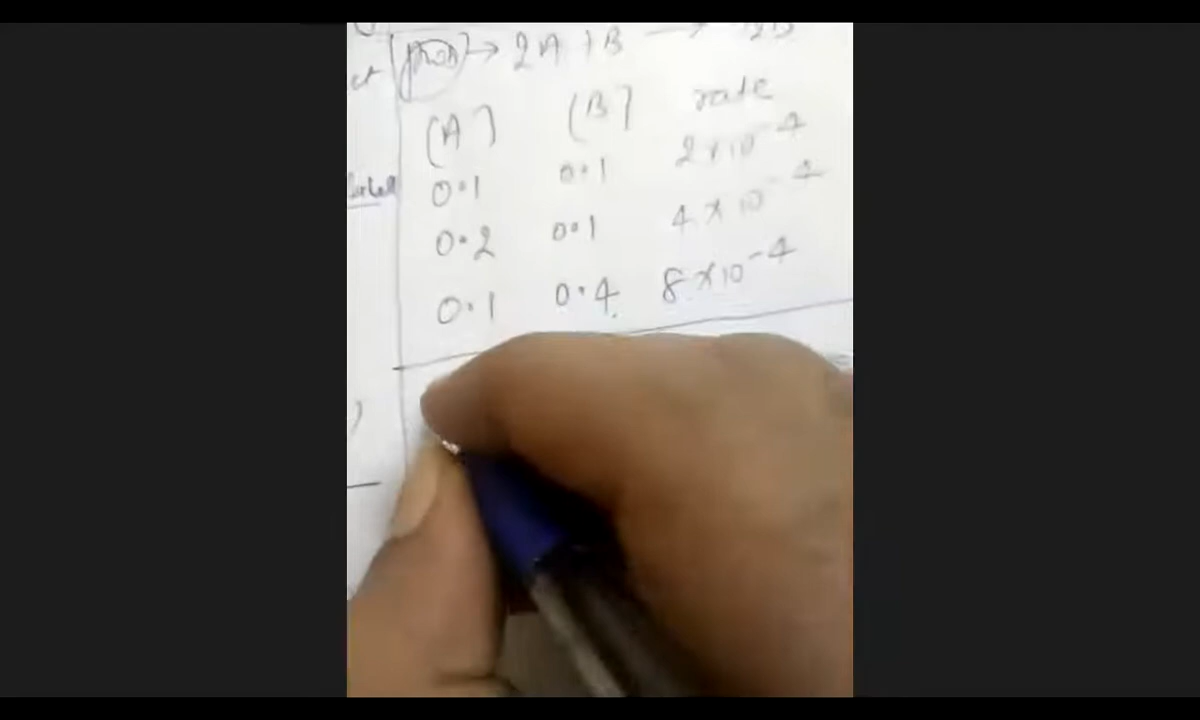 → 2A + B →
[A] [B] rate
0.1 0.1 2×10⁻⁴
0.2 0.1 4×10⁻⁴
0.1 0.4 8×10⁻⁴